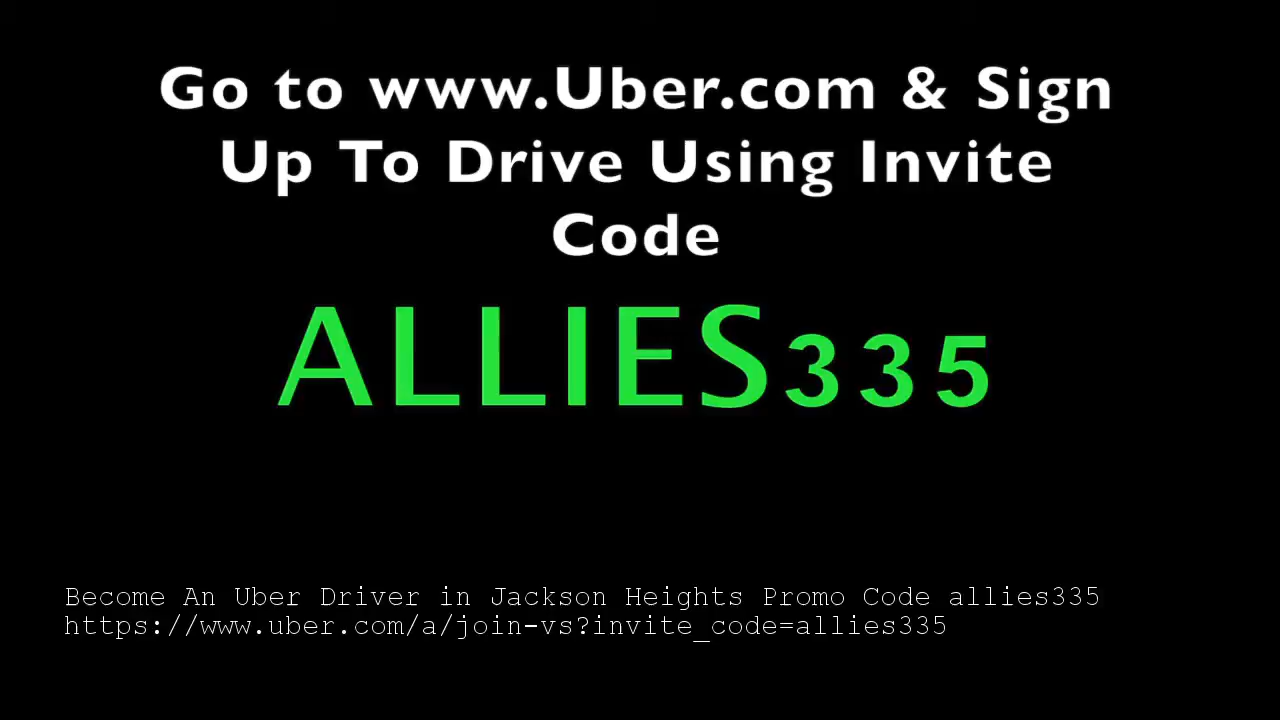 Go to www.Uber.com & Sign
Up To Drive Using Invite
Code
ALLIES335
Become An Uber Driver in Jackson Heights Promo Code allies335
https://www.uber.com/a/join-vs?invite_code=allies335